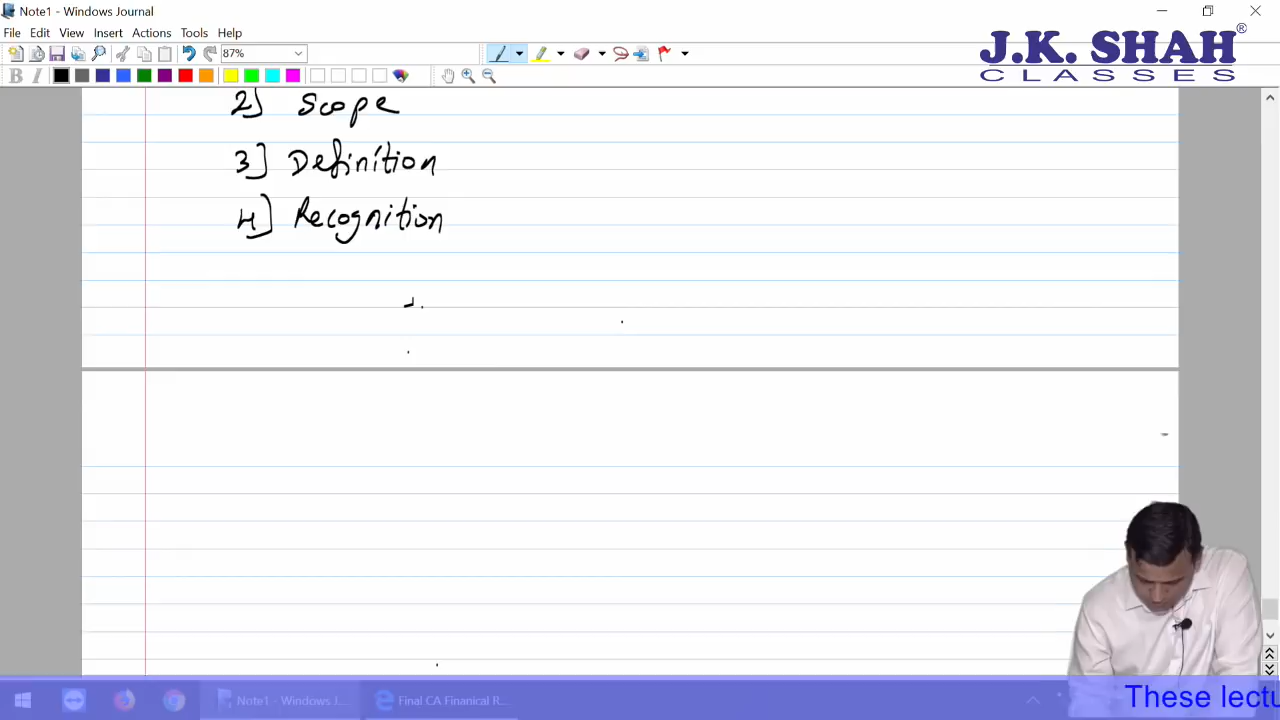 Note1 - Windows Journal
File Edit View Insert Actions Tools Help
87%
B I
J.K. SHAH®
CLASSES
2] Scope
3] Definition
4] Recognition
Note1 - Windows J...
Final CA Finanical R...
These lectu